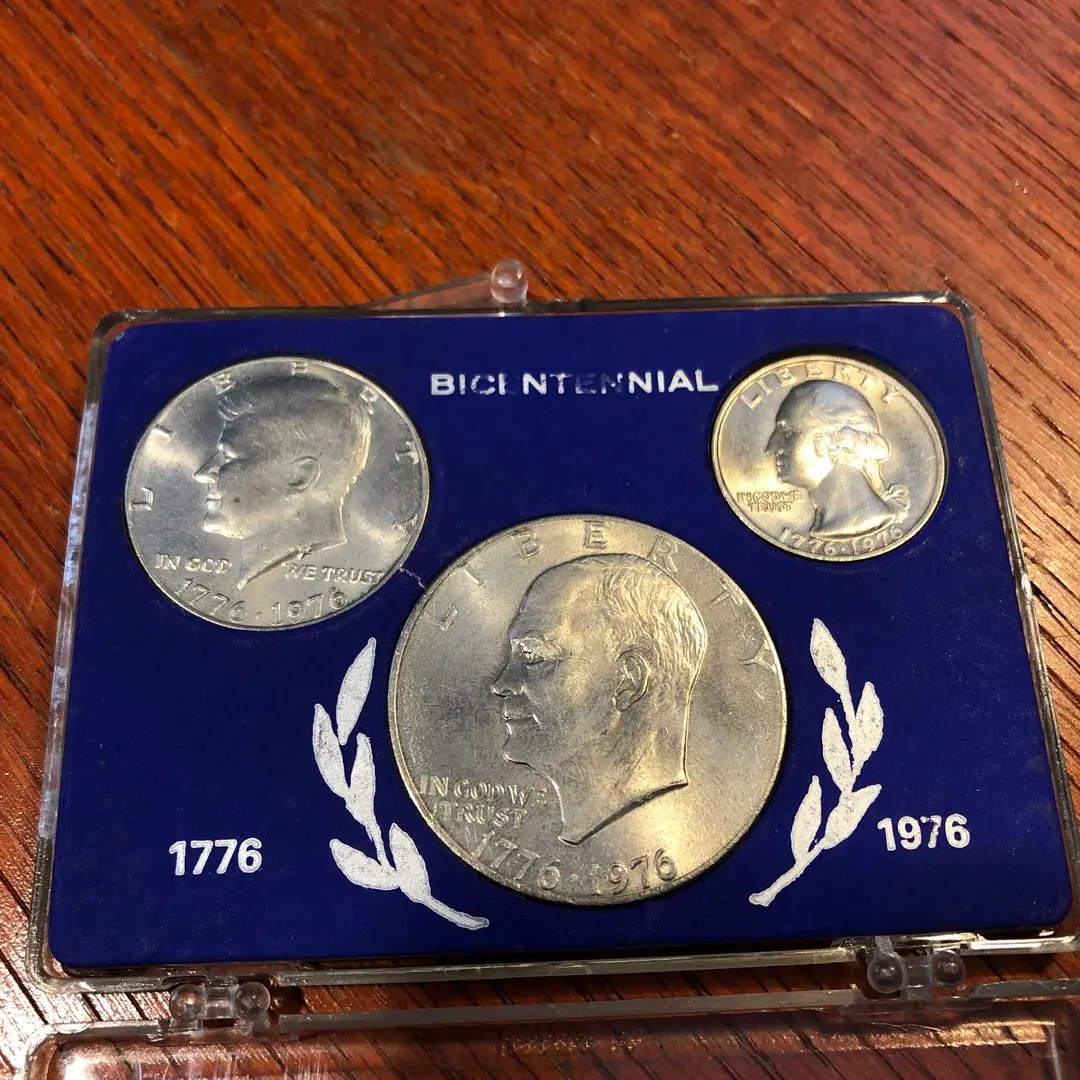 BICENTENNIAL
LIBERTY
IN GOD WE TRUST
1776 · 1976
LIBERTY
IN GOD WE
TRUST
1776 · 1976
LIBERTY
IN GOD WE
TRUST
1776 · 1976
1776
1976